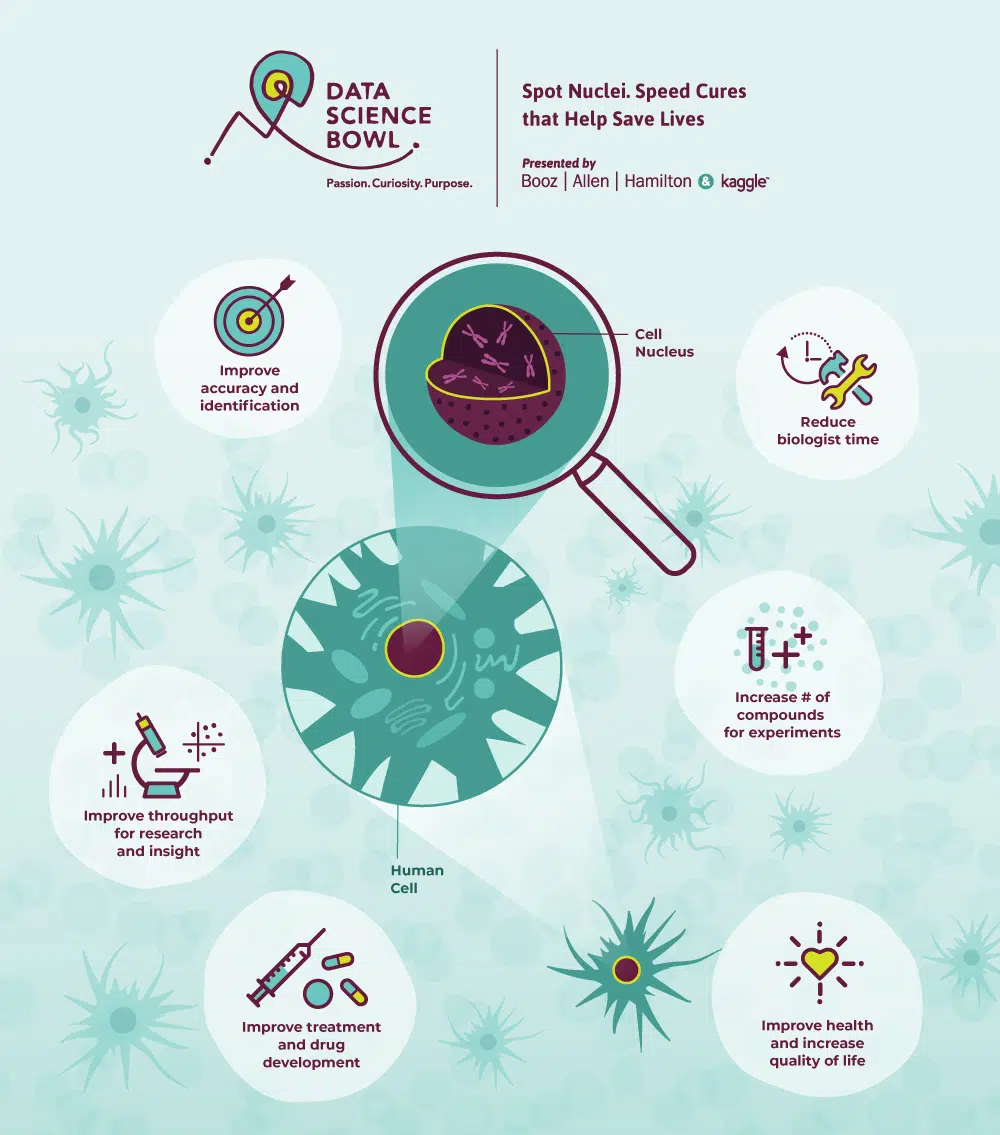 DATA
SCIENCE
BOWL
Passion. Curiosity. Purpose.
Spot Nuclei. Speed Cures
that Help Save Lives
Presented by
Booz | Allen | Hamilton & kaggle™
Cell
Nucleus
Improve
accuracy and
identification
Reduce
biologist time
Increase # of
compounds
for experiments
Improve throughput
for research
and insight
Human
Cell
Improve treatment
and drug
development
Improve health
and increase
quality of life